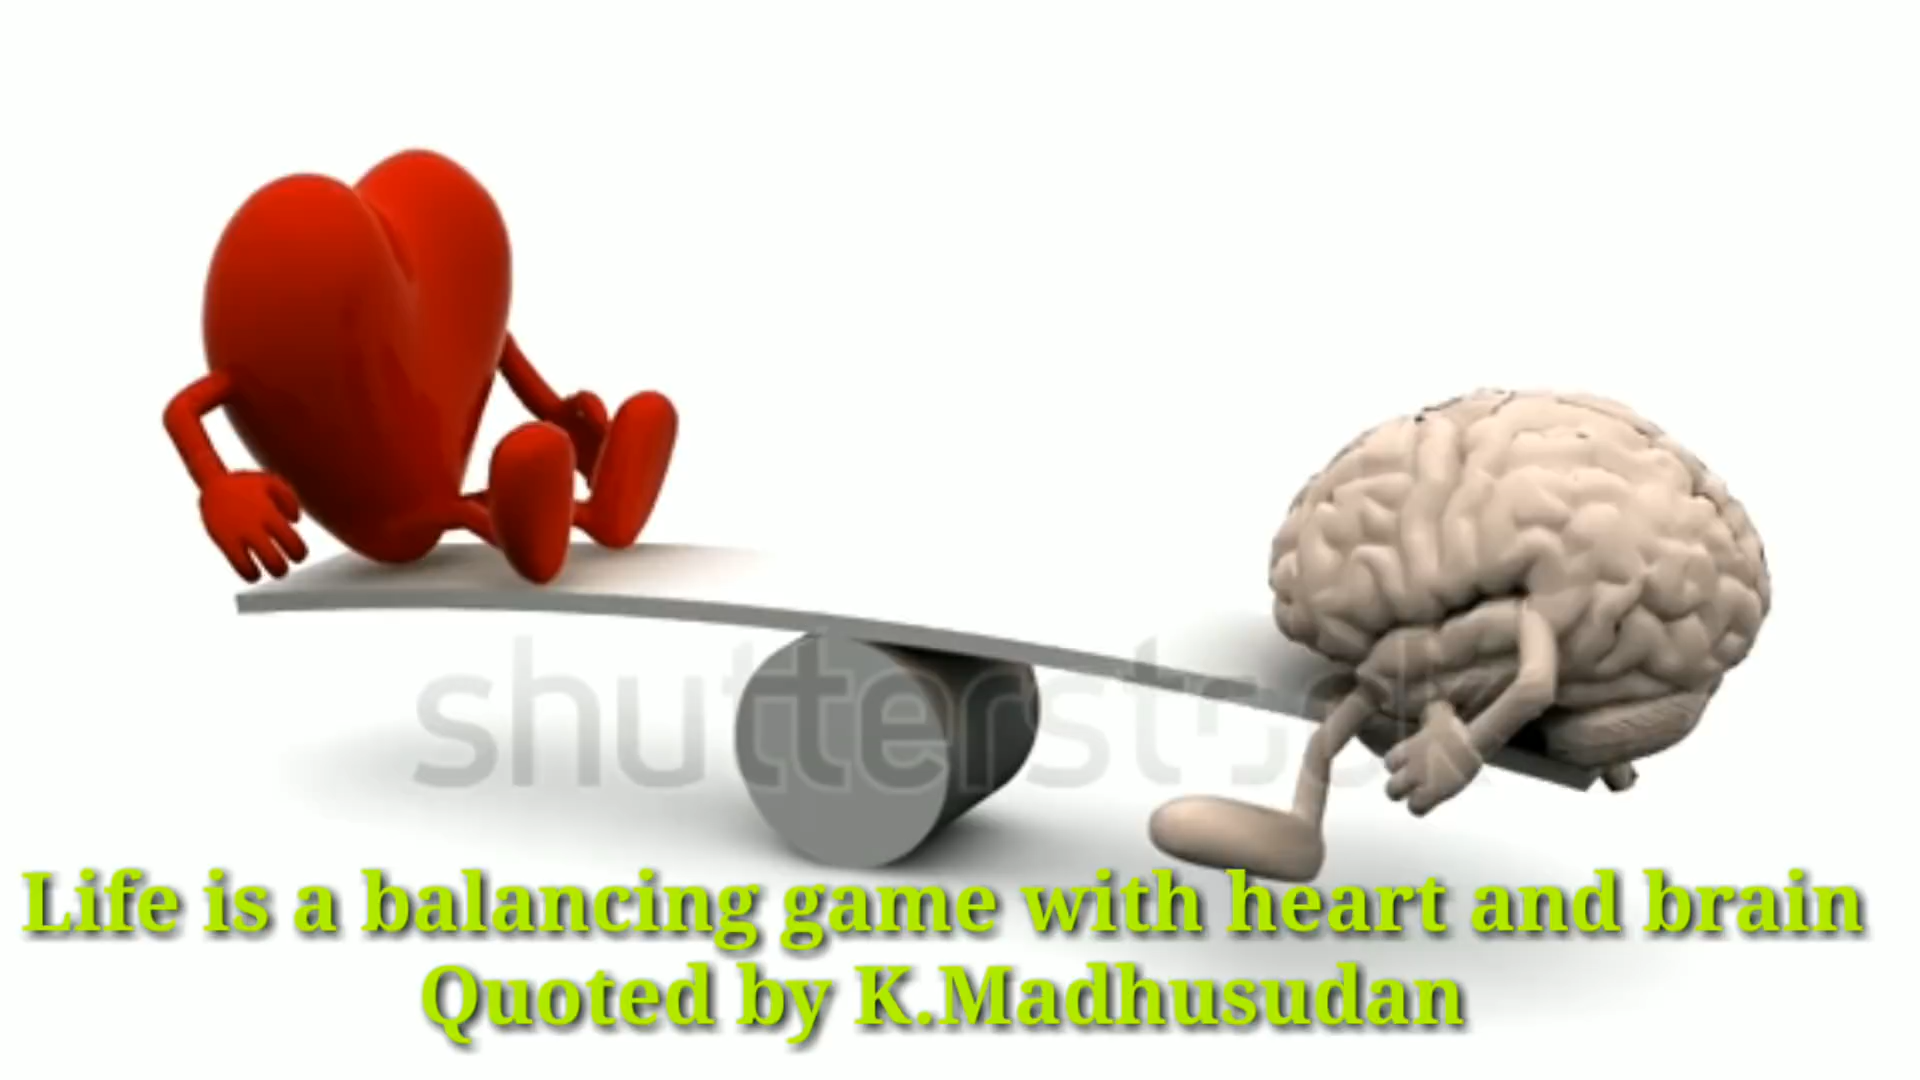 shutterstock
Life is a balancing game with heart and brain
Quoted by K.Madhusudan